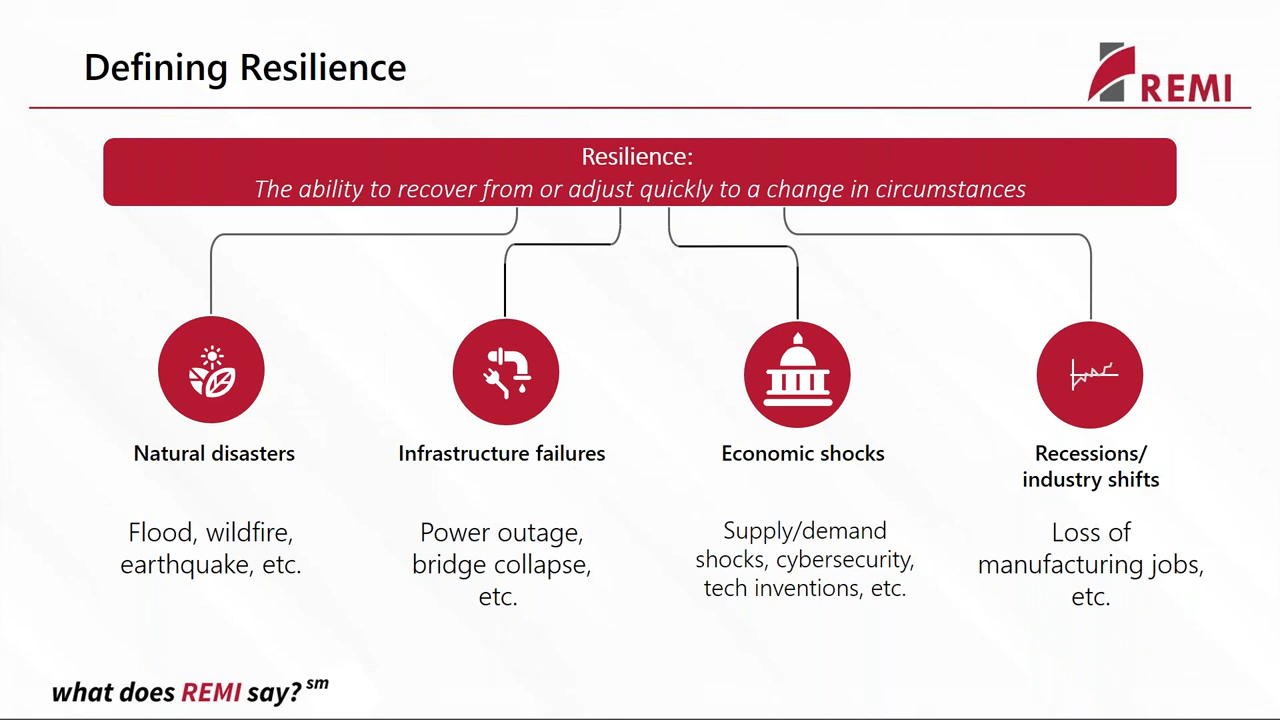 Defining Resilience
REMI
Resilience:
The ability to recover from or adjust quickly to a change in circumstances
Natural disasters
Flood, wildfire,
earthquake, etc.
Infrastructure failures
Power outage,
bridge collapse,
etc.
Economic shocks
Supply/demand
shocks, cybersecurity,
tech inventions, etc.
Recessions/
industry shifts
Loss of
manufacturing jobs,
etc.
what does REMI say? sm